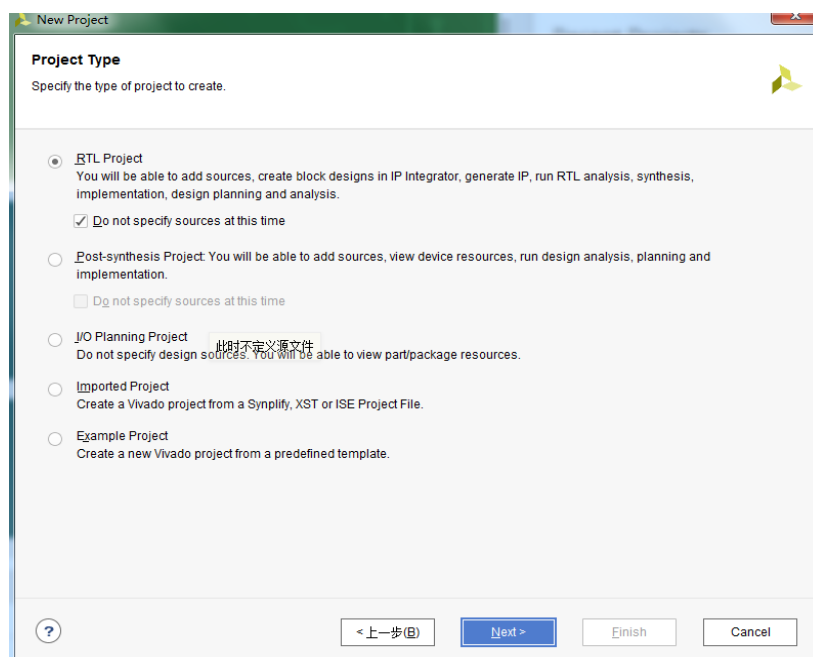 New Project
Project Type
Specify the type of project to create.
RTL Project
You will be able to add sources, create block designs in IP Integrator, generate IP, run RTL analysis, synthesis,
implementation, design planning and analysis.
Do not specify sources at this time
Post-synthesis Project: You will be able to add sources, view device resources, run design analysis, planning and
implementation.
Do not specify sources at this time
I/O Planning Project
此时不定义源文件
Do not specify design sources. You will be able to view part/package resources.
Imported Project
Create a Vivado project from a Synplify, XST or ISE Project File.
Example Project
Create a new Vivado project from a predefined template.
?
<上一步(B)
Next >
Finish
Cancel